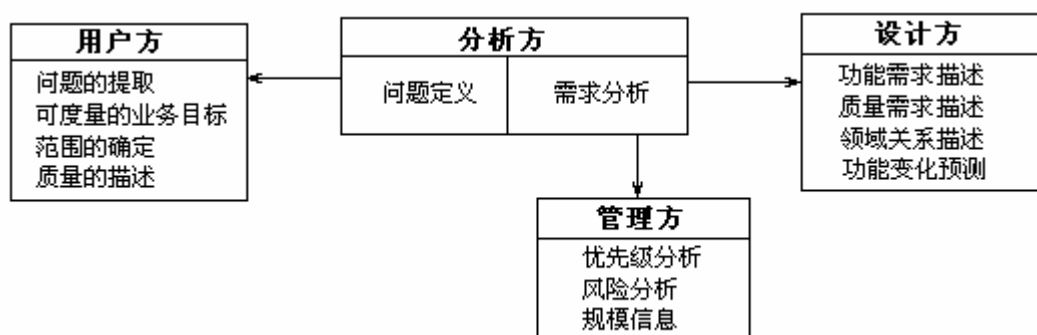 用户方
问题的提取
可度量的业务目标
范围的确定
质量的描述
分析方
问题定义
需求分析
设计方
功能需求描述
质量需求描述
领域关系描述
功能变化预测
管理方
优先级分析
风险分析
规模信息